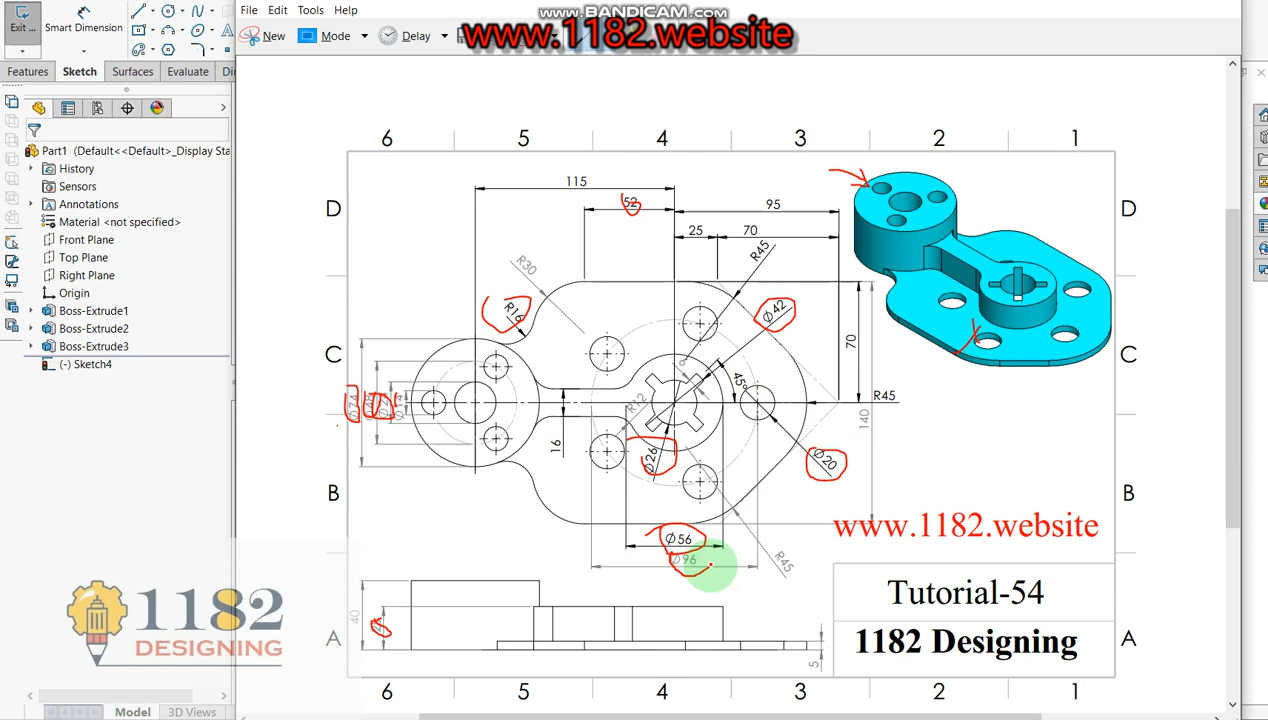 www.BANDICAM.com
File Edit Tools Help
Exit ...
Smart Dimension
New Mode Delay
www.1182.website
Features Sketch Surfaces Evaluate
Part1 (Default<<Default>_Display Sta
History
Sensors
Annotations
Material <not specified>
Front Plane
Top Plane
Right Plane
Origin
Boss-Extrude1
Boss-Extrude2
Boss-Extrude3
(-) Sketch4
6 5 4 3 2 1
D D
C C
B B
A A
115
52 95
25 70
R45
R30
R16
Ø42
70
45°
R45
R12
Ø74
Ø14
140
16
Ø26
Ø20
Ø56
Ø96
R45
www.1182.website
40
5
Tutorial-54
1182 Designing
1182
DESIGNING
6 5 4 3 2 1
Model 3D Views